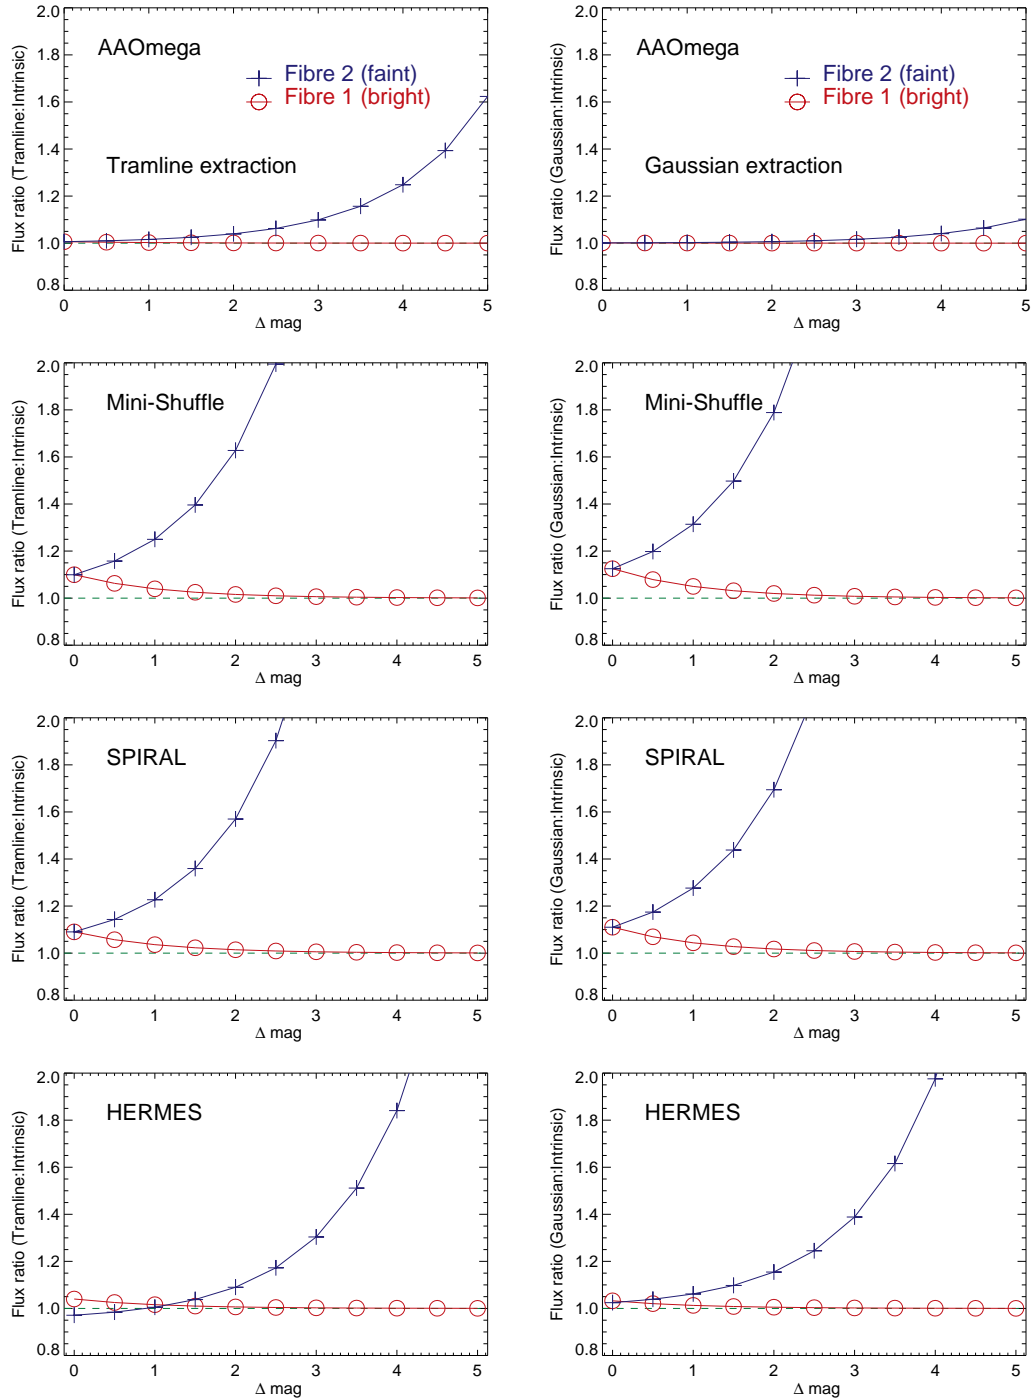 Flux ratio (Tramline:Intrinsic)
2.0
1.8
1.6
1.4
1.2
1.0
0.8
AAOmega
Fibre 2 (faint)
Fibre 1 (bright)
Tramline extraction
0 1 2 3 4 5
Δ mag
Flux ratio (Gaussian:Intrinsic)
2.0
1.8
1.6
1.4
1.2
1.0
0.8
AAOmega
Fibre 2 (faint)
Fibre 1 (bright)
Gaussian extraction
0 1 2 3 4 5
Δ mag
Flux ratio (Tramline:Intrinsic)
2.0
1.8
1.6
1.4
1.2
1.0
0.8
Mini-Shuffle
0 1 2 3 4 5
Δ mag
Flux ratio (Gaussian:Intrinsic)
2.0
1.8
1.6
1.4
1.2
1.0
0.8
Mini-Shuffle
0 1 2 3 4 5
Δ mag
Flux ratio (Tramline:Intrinsic)
2.0
1.8
1.6
1.4
1.2
1.0
0.8
SPIRAL
0 1 2 3 4 5
Δ mag
Flux ratio (Gaussian:Intrinsic)
2.0
1.8
1.6
1.4
1.2
1.0
0.8
SPIRAL
0 1 2 3 4 5
Δ mag
Flux ratio (Tramline:Intrinsic)
2.0
1.8
1.6
1.4
1.2
1.0
0.8
HERMES
0 1 2 3 4 5
Δ mag
Flux ratio (Gaussian:Intrinsic)
2.0
1.8
1.6
1.4
1.2
1.0
0.8
HERMES
0 1 2 3 4 5
Δ mag